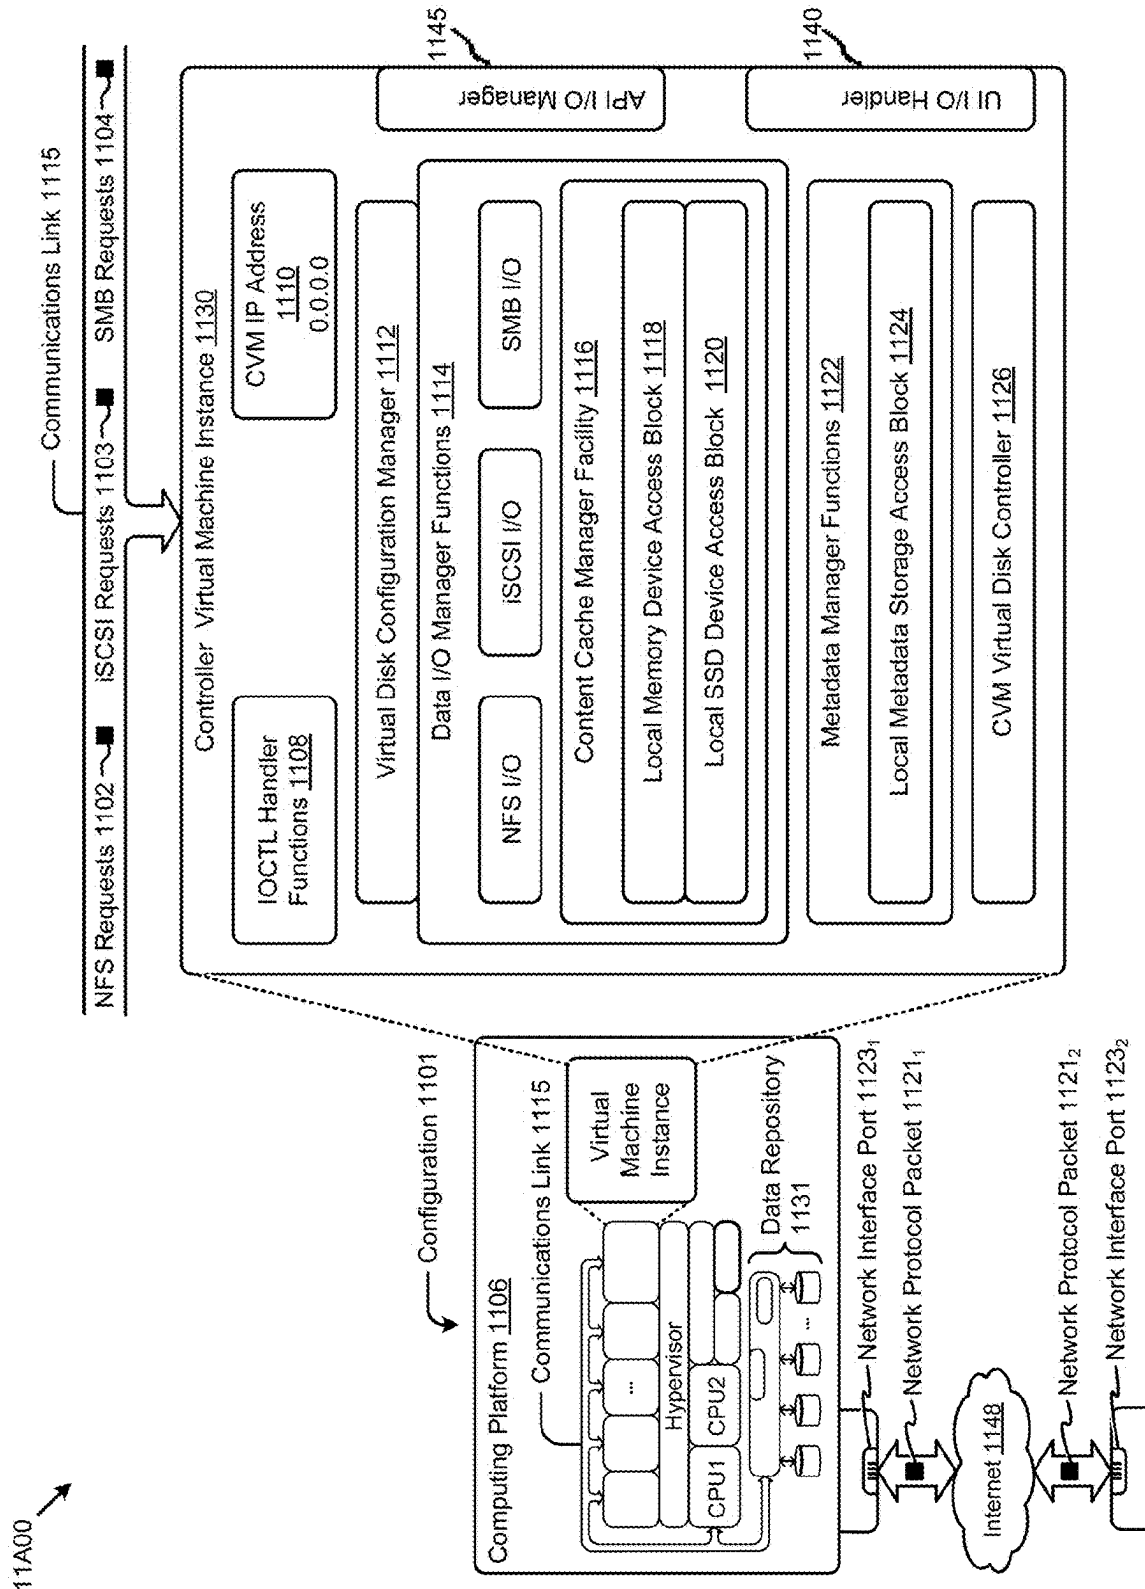 11A00
Communications Link 1115
NFS Requests 1102
iSCSI Requests 1103
SMB Requests 1104
Controller Virtual Machine Instance 1130
IOCTL Handler
Functions 1108
CVM IP Address
1110
0.0.0.0
Virtual Disk Configuration Manager 1112
Data I/O Manager Functions 1114
NFS I/O
iSCSI I/O
SMB I/O
Content Cache Manager Facility 1116
Local Memory Device Access Block 1118
Local SSD Device Access Block 1120
Metadata Manager Functions 1122
Local Metadata Storage Access Block 1124
CVM Virtual Disk Controller 1126
API I/O Manager
1145
UI I/O Handler
1140
Configuration 1101
Computing Platform 1106
Communications Link 1115
Virtual
Machine
Instance
...
Hypervisor
CPU1
CPU2
Data Repository
1131
...
Network Interface Port 1123₁
Network Protocol Packet 1121₁
Internet 1148
Network Protocol Packet 1121₂
Network Interface Port 1123₂